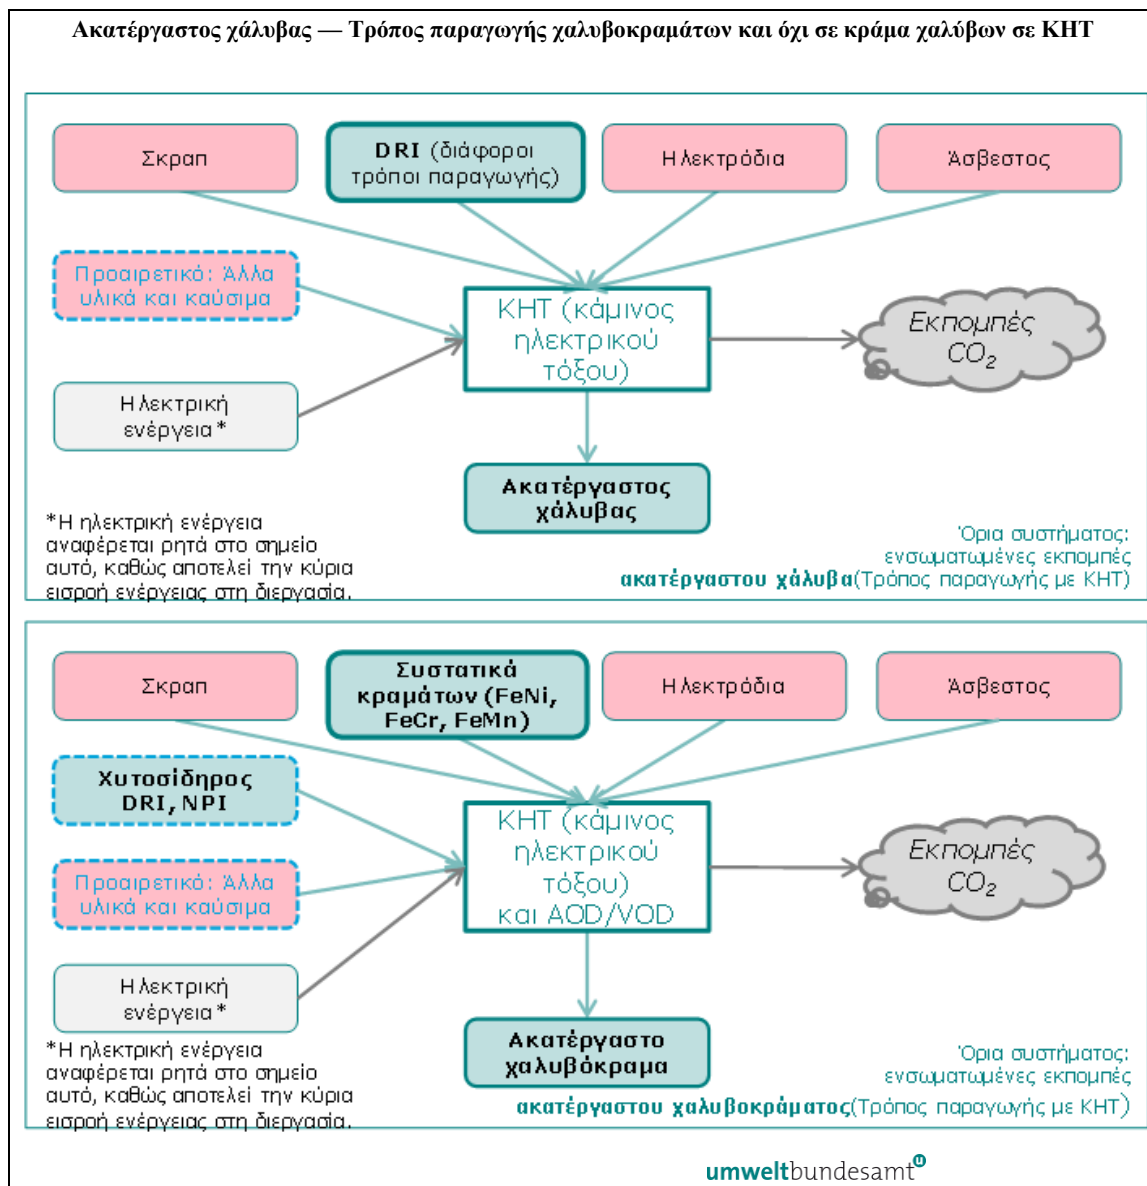 Ακατέργαστος χάλυβας — Τρόπος παραγωγής χαλυβοκραμάτων και όχι σε κράμα χαλύβων σε ΚΗΤ
Σκραπ
DRI (διάφοροι
τρόποι παραγωγής)
Ηλεκτρόδια
Άσβεστος
Προαιρετικό: Άλλα
υλικά και καύσιμα
ΚΗΤ (κάμινος
ηλεκτρικού
τόξου)
Εκπομπές
CO2
Ηλεκτρική
ενέργεια*
Ακατέργαστος
χάλυβας
*Η ηλεκτρική ενέργεια
αναφέρεται ρητά στο σημείο
αυτό, καθώς αποτελεί την κύρια
εισροή ενέργειας στη διεργασία.
Όρια συστήματος:
ενσωματωμένες εκπομπές
ακατέργαστου χάλυβα(Τρόπος παραγωγής με ΚΗΤ)
Σκραπ
Συστατικά
κραμάτων (FeNi,
FeCr, FeMn)
Ηλεκτρόδια
Άσβεστος
Χυτοσίδηρος
DRI, NPI
Προαιρετικό: Άλλα
υλικά και καύσιμα
ΚΗΤ (κάμινος
ηλεκτρικού
τόξου)
και AOD/VOD
Εκπομπές
CO2
Ηλεκτρική
ενέργεια*
Ακατέργαστο
χαλυβόκραμα
*Η ηλεκτρική ενέργεια
αναφέρεται ρητά στο σημείο
αυτό, καθώς αποτελεί την κύρια
εισροή ενέργειας στη διεργασία.
Όρια συστήματος:
ενσωματωμένες εκπομπές
ακατέργαστου χαλυβοκράματος(Τρόπος παραγωγής με ΚΗΤ)
umweltbundesamt